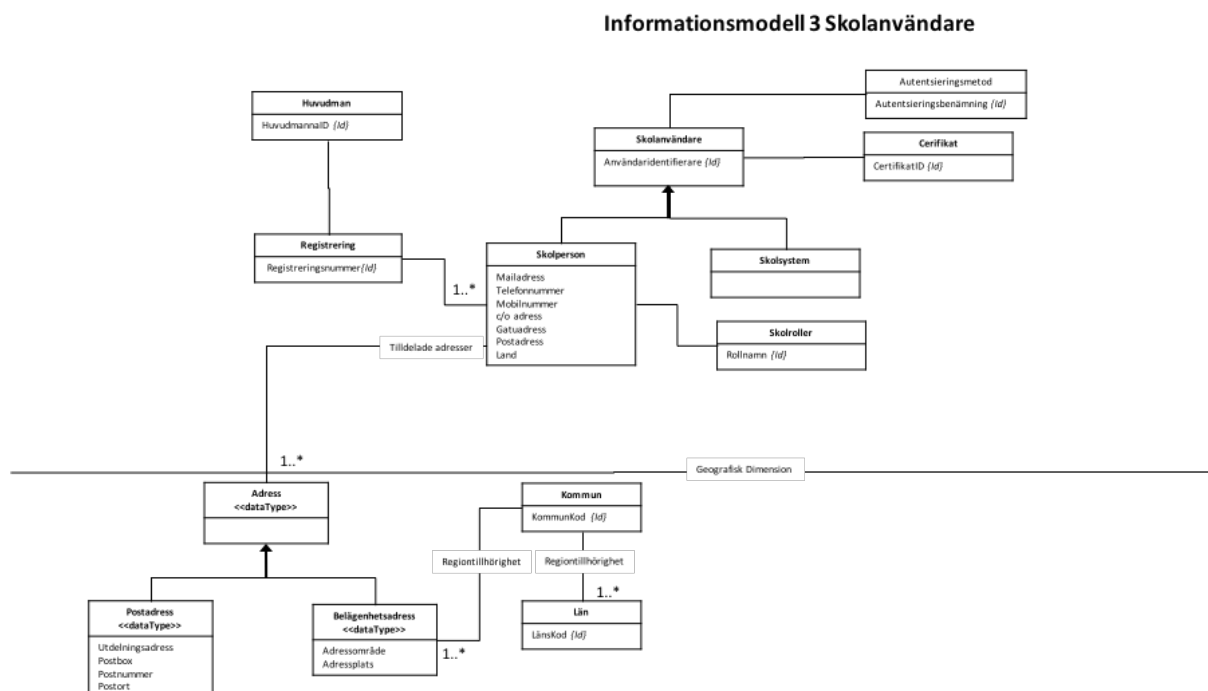 Informationsmodell 3 Skolanvändare
Autentsieringsmetod
Autentsieringsbenämning {Id}
Huvudman
HuvudmannaID {Id}
Skolanvändare
Användaridentifierare {Id}
Cerifikat
CertifikatID {Id}
Registrering
Registreringsnummer{Id}
1..*
Skolperson
Mailadress
Telefonnummer
Mobilnummer
c/o adress
Gatuadress
Postadress
Land
Skolsystem
Skolroller
Rollnamn {Id}
Tilldelade adresser
1..*
Geografisk Dimension
Adress
<<dataType>>
Kommun
KommunKod {Id}
Regiontillhörighet
Regiontillhörighet
1..*
Postadress
<<dataType>>
Utdelningsadress
Postbox
Postnummer
Postort
Belägenhetsadress
<<dataType>>
Adressområde
Adressplats
1..*
Län
LänsKod {Id}